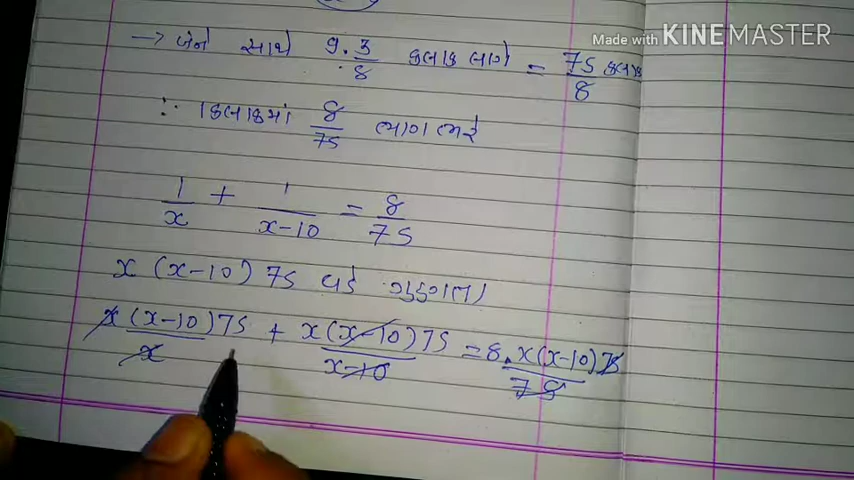 Made with KINEMASTER
→ બંને સાથે 9.3/8 કલાક લાગે = 75/8 કલાક
∴ 1 કલાકમાં 8/75 ભાગ ભરે
1/x + 1/(x-10) = 8/75
x (x-10) 75 વડે ગુણતા
x(x-10)75/x + x(x-10)75/(x-10) = 8.x(x-10)75/75